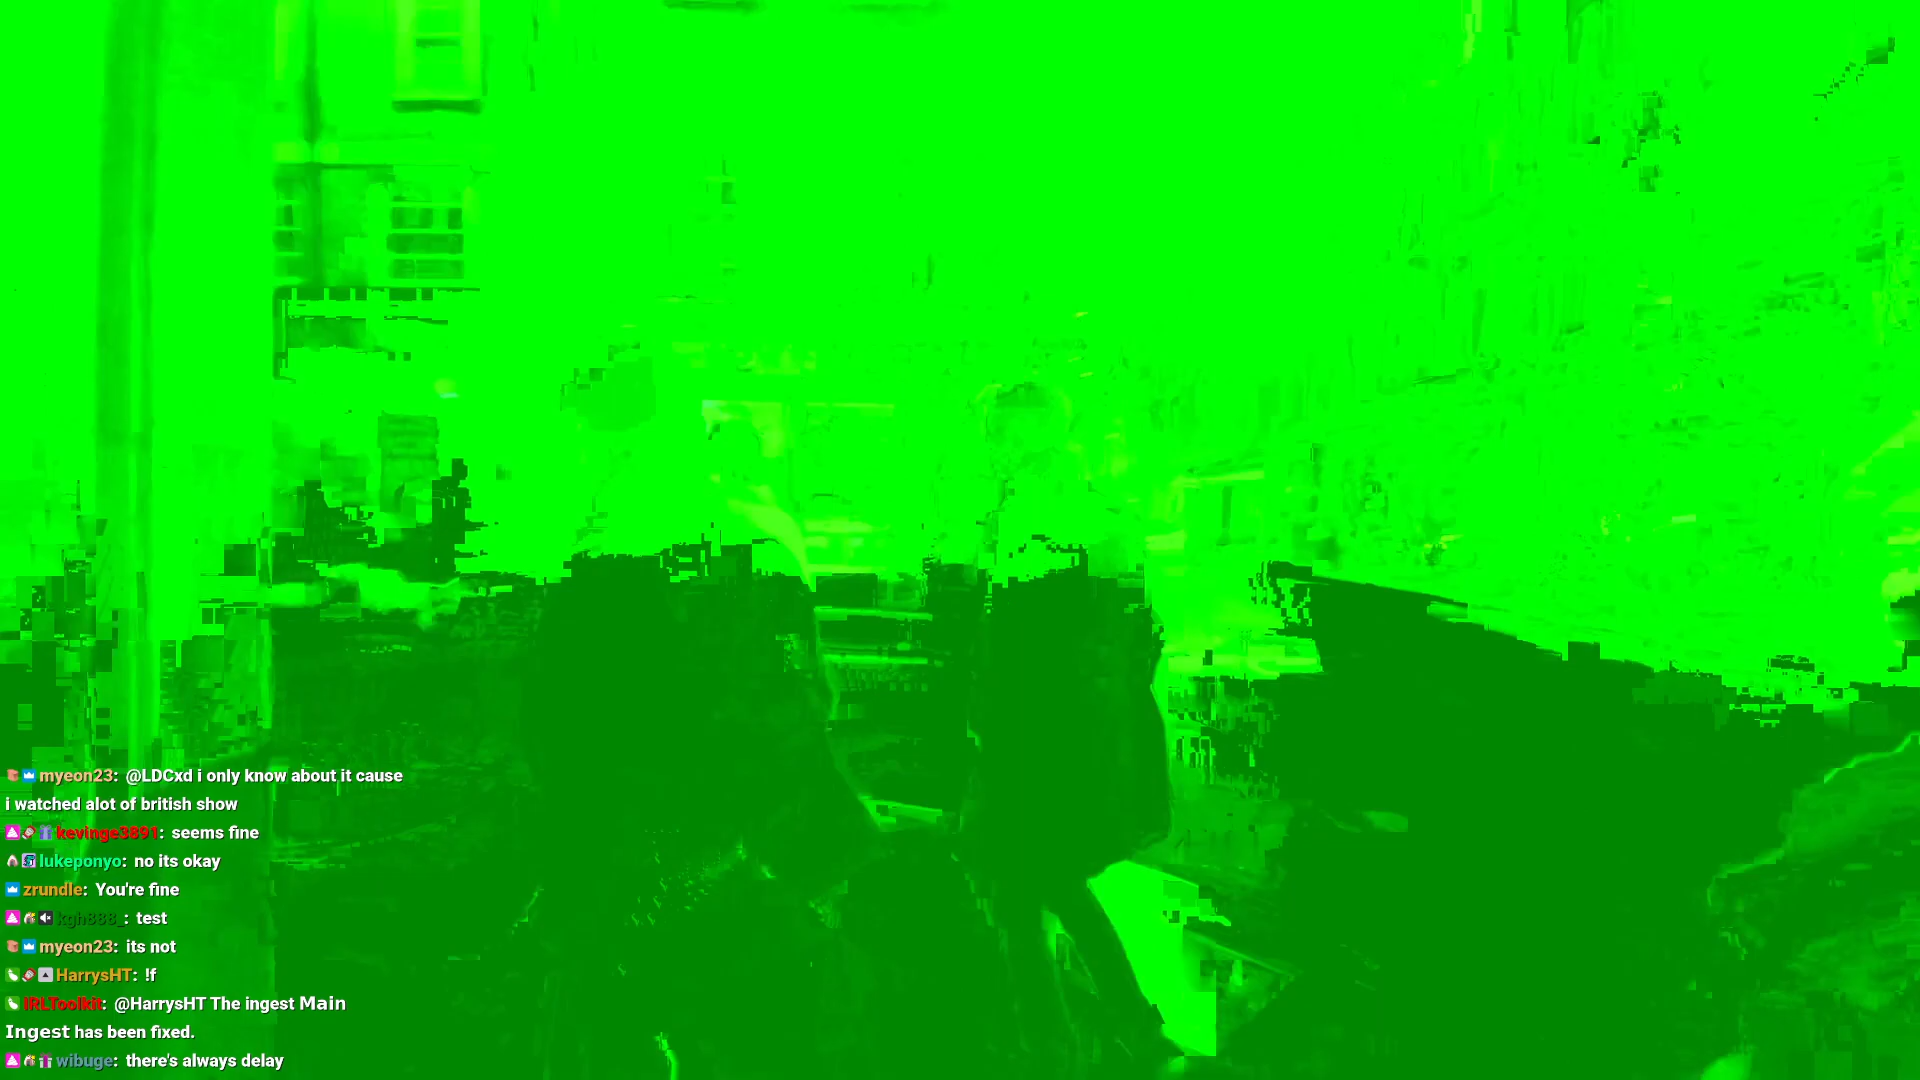 myeon23: @LDCxd i only know about it cause
i watched alot of british show
kevinge3891: seems fine
lukeponyo: no its okay
zrundle: You're fine
kgh888_: test
myeon23: its not
HarrysHT: !f
IRLToolkit: @HarrysHT The ingest Main
Ingest has been fixed.
wibuge: there's always delay